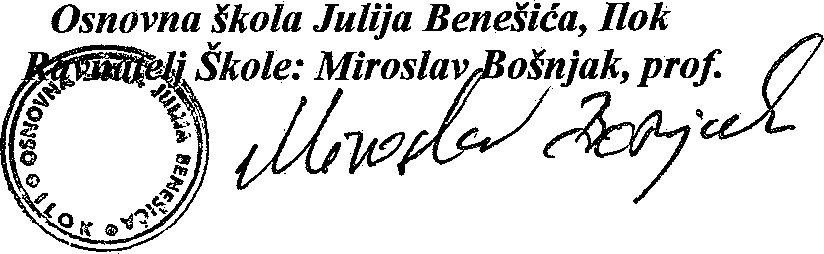 Osnovna škola Julija Benešića, Ilok
Ravnatelj Škole: Miroslav Bošnjak, prof.
Miroslav Bošnjak
OSNOVNA ŠKOLA JULIJA BENEŠIĆA ILOK